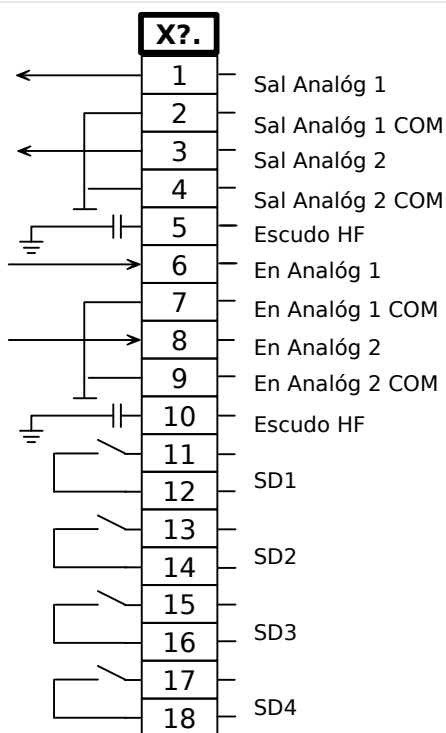 X?.
1 Sal Analóg 1
2 Sal Analóg 1 COM
3 Sal Analóg 2
4 Sal Analóg 2 COM
5 Escudo HF
6 En Analóg 1
7 En Analóg 1 COM
8 En Analóg 2
9 En Analóg 2 COM
10 Escudo HF
11
SD1
12
13
SD2
14
15
SD3
16
17
SD4
18